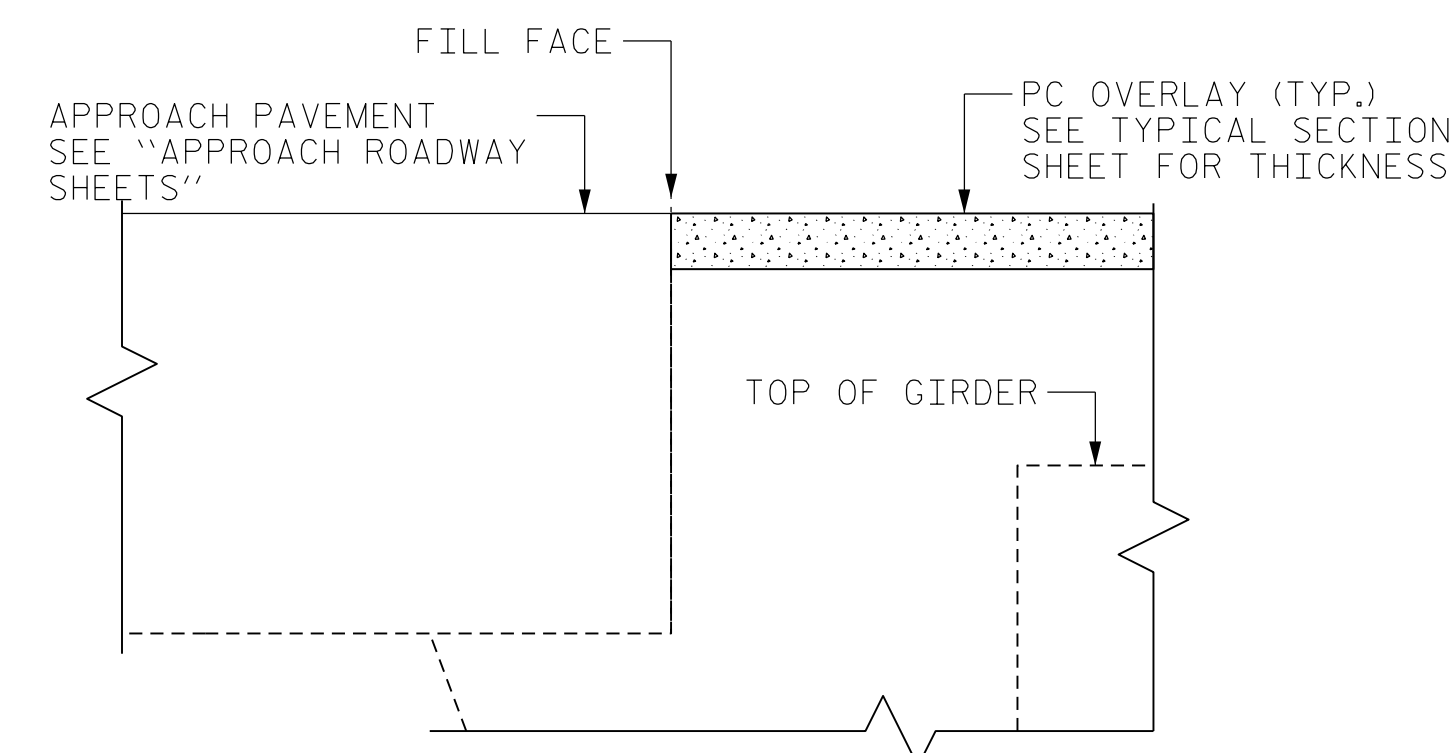 FILL FACE
APPROACH PAVEMENT
SEE ‶APPROACH ROADWAY
SHEETS″
PC OVERLAY (TYP.)
SEE TYPICAL SECTION
SHEET FOR THICKNESS
TOP OF GIRDER